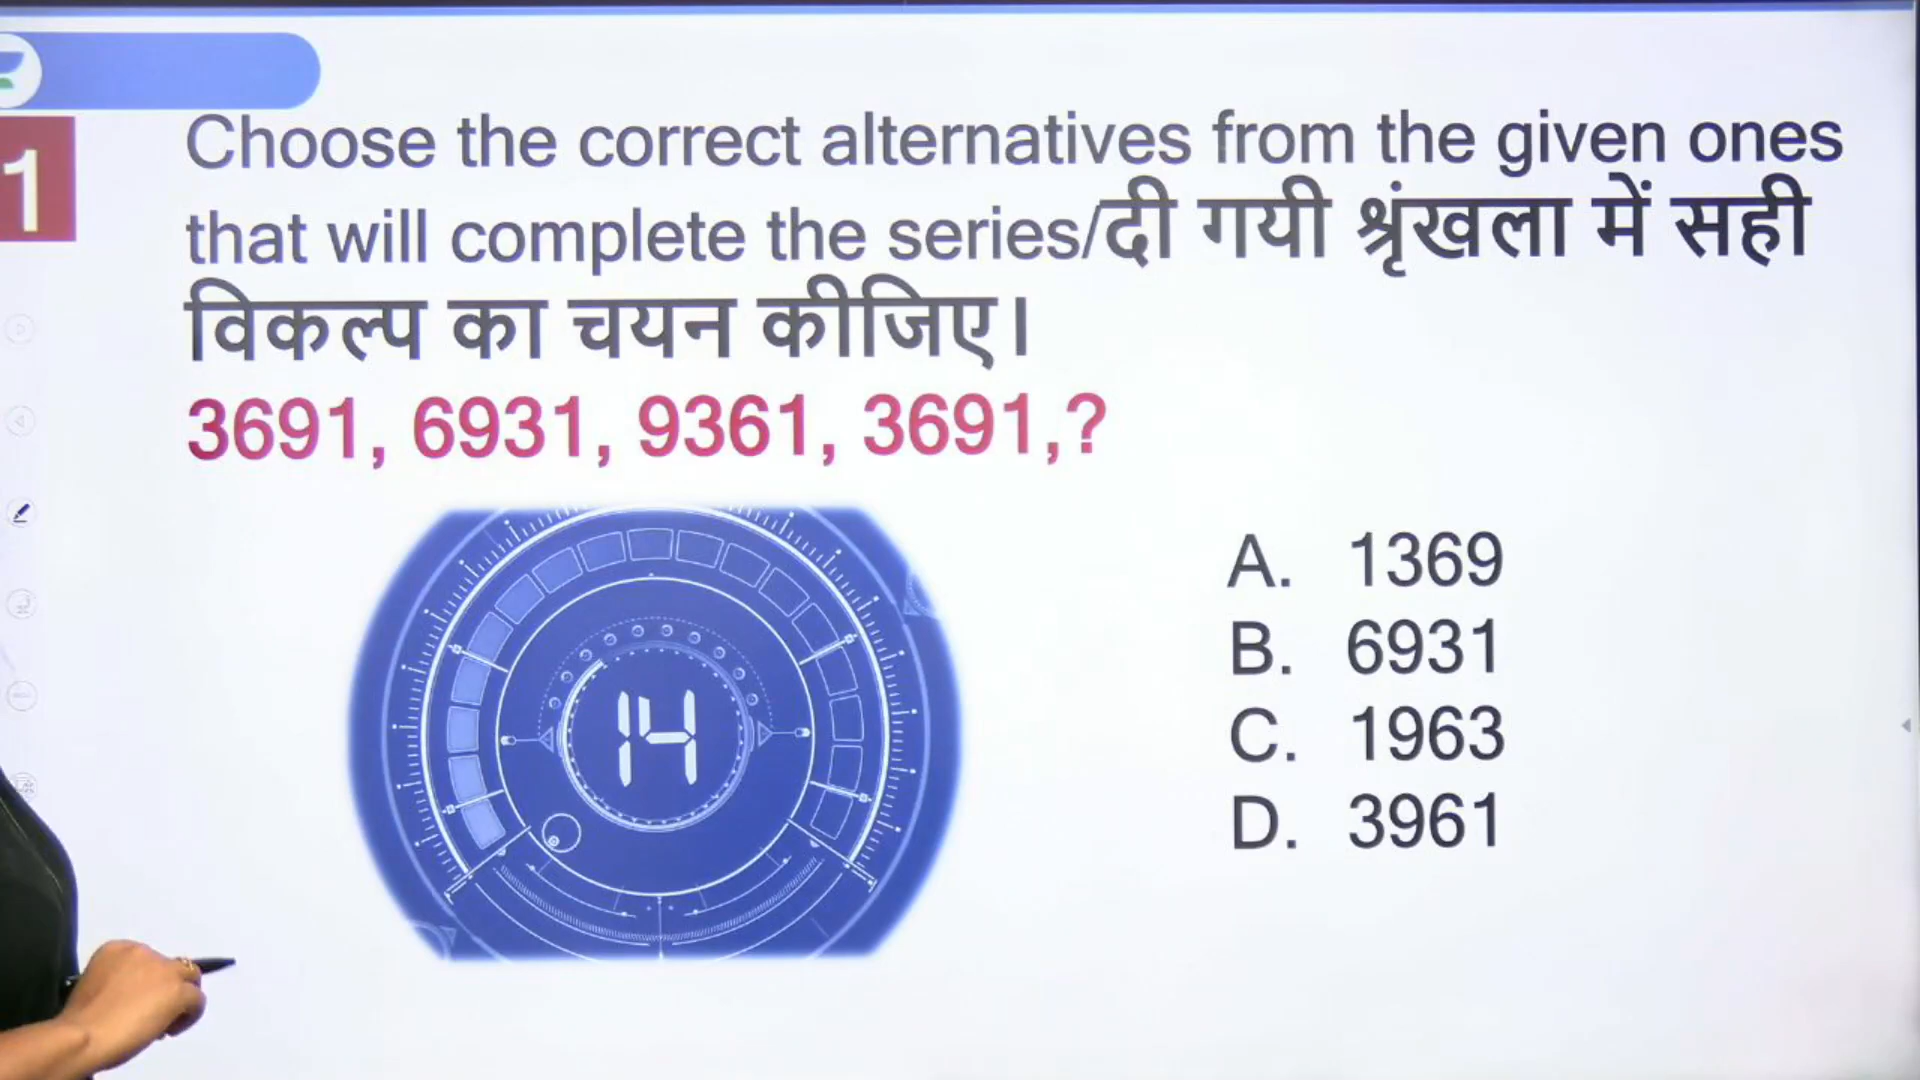 1
Choose the correct alternatives from the given ones
that will complete the series/दी गयी श्रृंखला में सही
विकल्प का चयन कीजिए।
3691, 6931, 9361, 3691,?
14
A. 1369
B. 6931
C. 1963
D. 3961